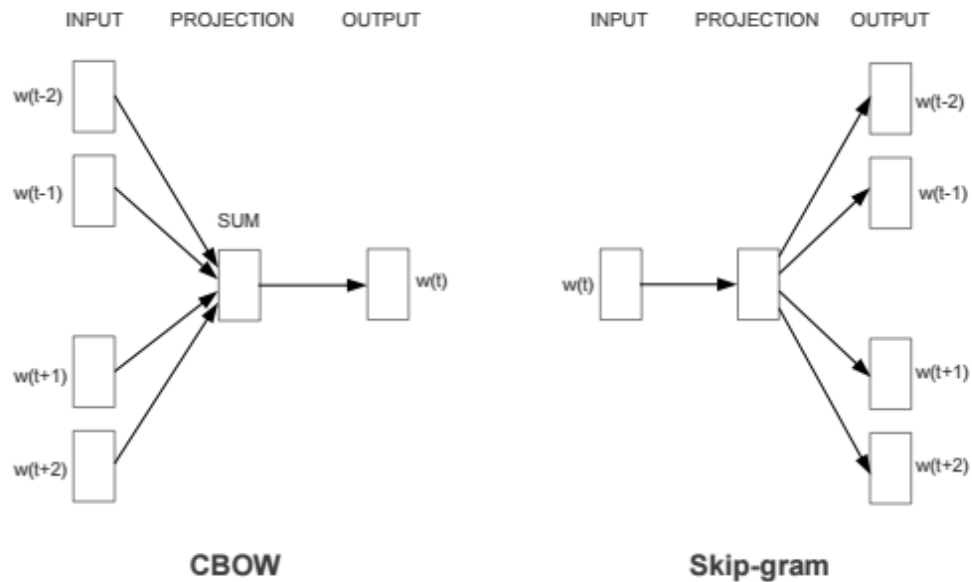 INPUT PROJECTION OUTPUT
w(t-2)
w(t-1)
SUM
w(t)
w(t+1)
w(t+2)
CBOW
INPUT PROJECTION OUTPUT
w(t-2)
w(t-1)
w(t)
w(t+1)
w(t+2)
Skip-gram